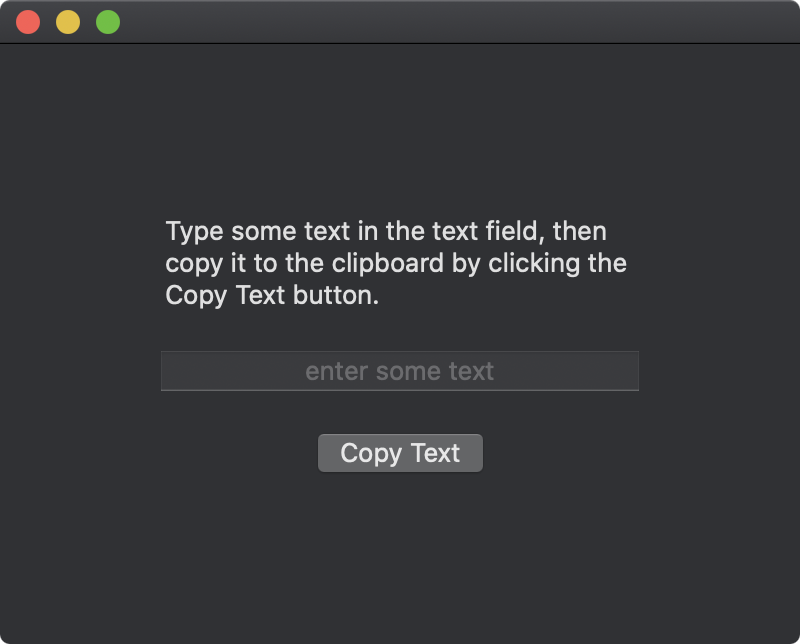 Type some text in the text field, then
copy it to the clipboard by clicking the
Copy Text button.
enter some text
Copy Text